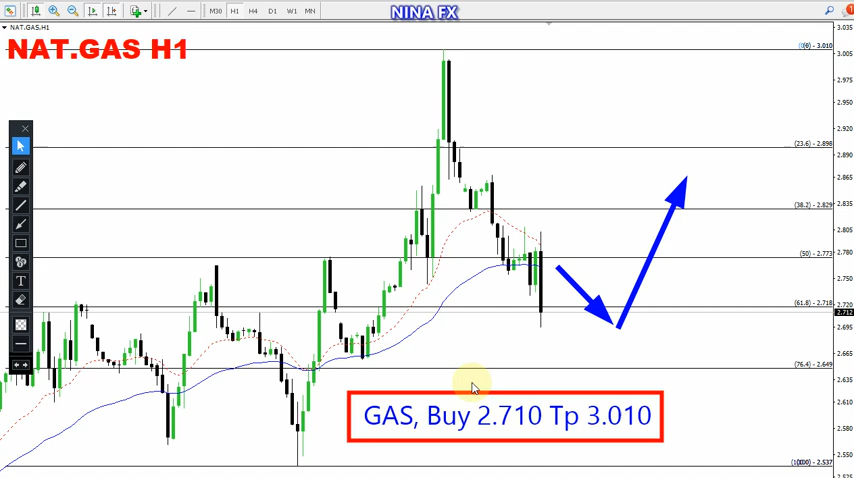 M30 H1 H4 D1 W1 MN
NINA FX
1
NAT.GAS,H1
NAT.GAS H1
3.035
(0) - 3.010
3.005
2.975
2.950
2.920
(23.6) - 2.898
2.890
2.865
2.835
(38.2) - 2.829
2.805
2.780
(50) - 2.773
2.750
2.720
(61.8) - 2.718
2.712
2.695
2.665
(76.4) - 2.649
2.635
GAS, Buy 2.710 Tp 3.010
2.610
2.580
2.550
2.537
2.525
T